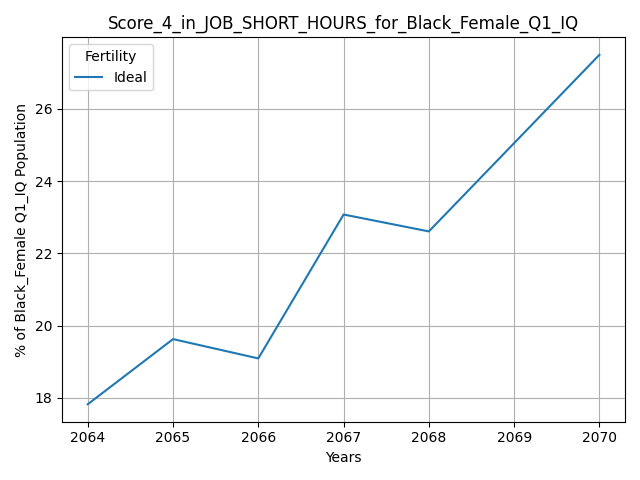 Score_4_in_JOB_SHORT_HOURS_for_Black_Female_Q1_IQ
Fertility
Ideal
% of Black_Female Q1_IQ Population
26
24
22
20
18
2064 2065 2066 2067 2068 2069 2070
Years